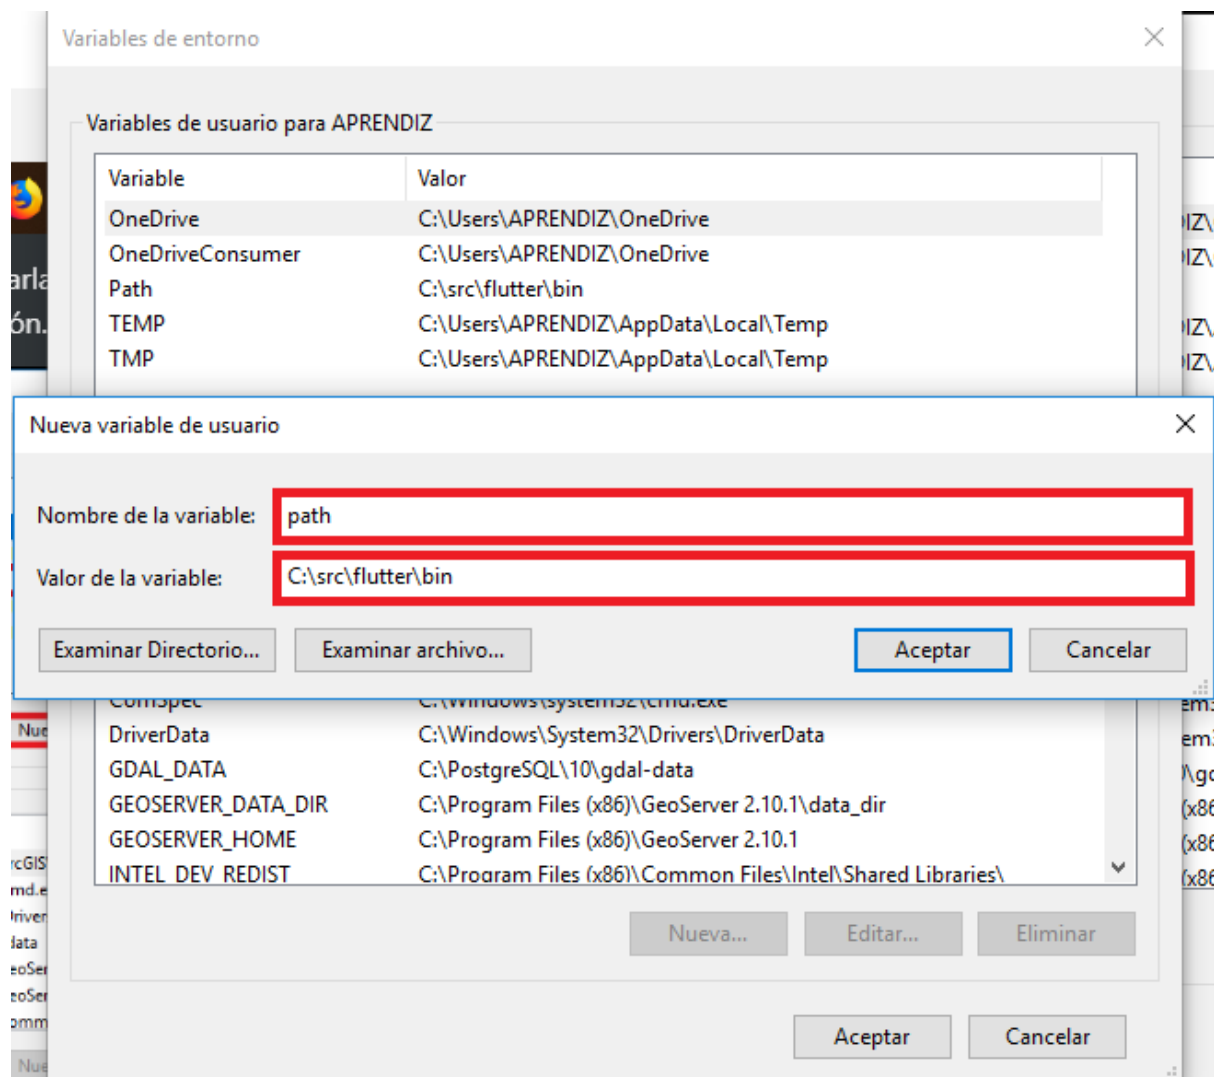 Variables de entorno
Variables de usuario para APRENDIZ
Variable Valor
OneDrive C:\Users\APRENDIZ\OneDrive
OneDriveConsumer C:\Users\APRENDIZ\OneDrive
Path C:\src\flutter\bin
TEMP C:\Users\APRENDIZ\AppData\Local\Temp
TMP C:\Users\APRENDIZ\AppData\Local\Temp
Nueva variable de usuario
Nombre de la variable: path
Valor de la variable: C:\src\flutter\bin
Examinar Directorio... Examinar archivo... Aceptar Cancelar
ComSpec C:\Windows\system32\cmd.exe
DriverData C:\Windows\System32\Drivers\DriverData
GDAL_DATA C:\PostgreSQL\10\gdal-data
GEOSERVER_DATA_DIR C:\Program Files (x86)\GeoServer 2.10.1\data_dir
GEOSERVER_HOME C:\Program Files (x86)\GeoServer 2.10.1
INTEL_DEV_REDIST C:\Program Files (x86)\Common Files\Intel\Shared Libraries\
Nueva... Editar... Eliminar
Aceptar Cancelar